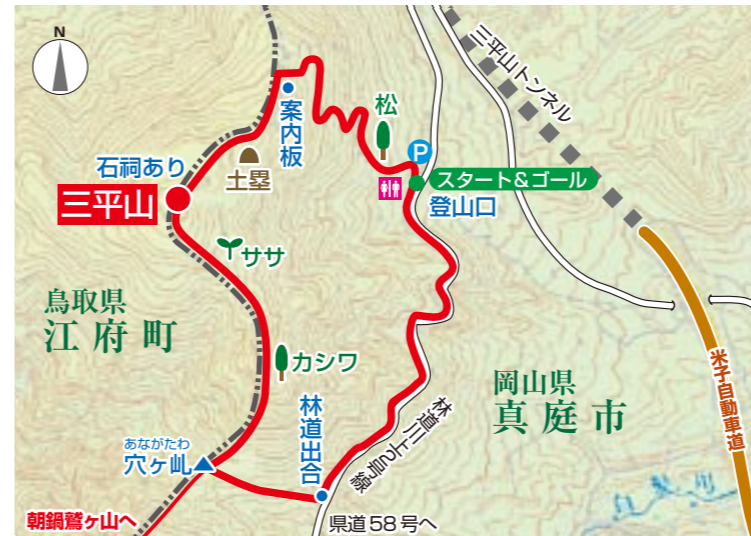 N
三平山トンネル
松
案内板
P
石祠あり
土塁
スタート&ゴール
三平山
登山口
ササ
鳥取県
江府町
カシワ
米子自動車道
岡山県
真庭市
林道出合
林道川上2号線
あながたわ
穴ヶ乢
朝鍋鷲ヶ山へ
県道58号へ